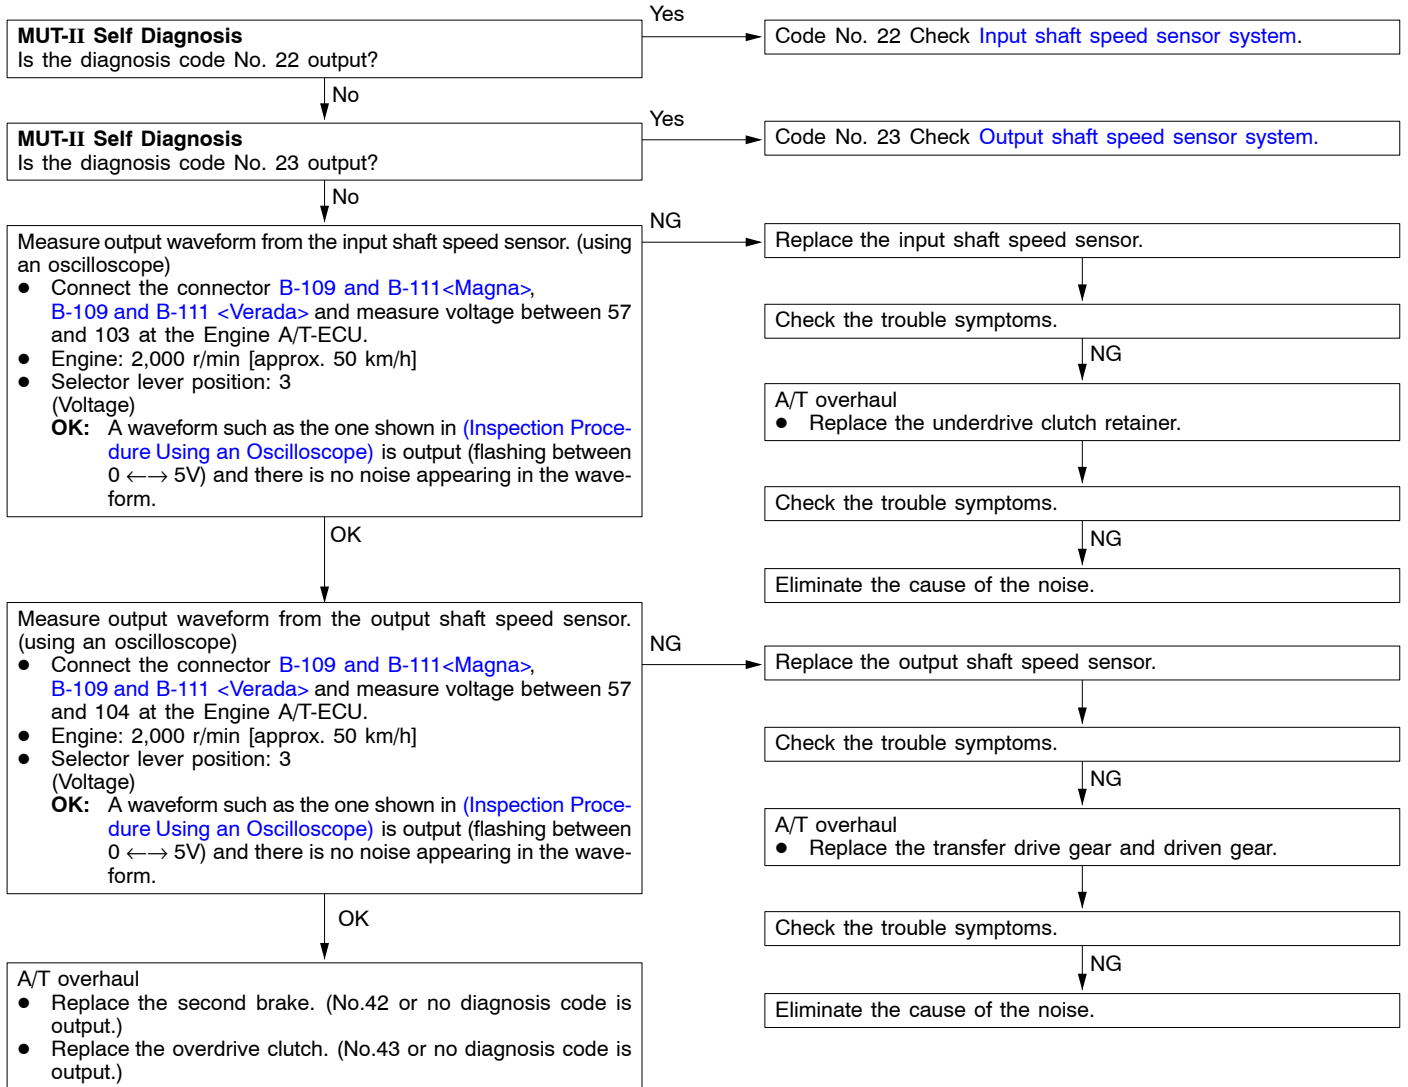 MUT-II Self Diagnosis
Is the diagnosis code No. 22 output?
Yes
Code No. 22 Check Input shaft speed sensor system.
No
MUT-II Self Diagnosis
Is the diagnosis code No. 23 output?
Yes
Code No. 23 Check Output shaft speed sensor system.
No
Measure output waveform from the input shaft speed sensor. (using
an oscilloscope)
● Connect the connector B-109 and B-111<Magna>,
B-109 and B-111 <Verada> and measure voltage between 57
and 103 at the Engine A/T-ECU.
● Engine: 2,000 r/min [approx. 50 km/h]
● Selector lever position: 3
(Voltage)
OK: A waveform such as the one shown in (Inspection Proce-
dure Using an Oscilloscope) is output (flashing between
0 ←→ 5V) and there is no noise appearing in the wave-
form.
NG
Replace the input shaft speed sensor.
Check the trouble symptoms.
NG
A/T overhaul
● Replace the underdrive clutch retainer.
Check the trouble symptoms.
NG
Eliminate the cause of the noise.
OK
Measure output waveform from the output shaft speed sensor.
(using an oscilloscope)
● Connect the connector B-109 and B-111<Magna>,
B-109 and B-111 <Verada> and measure voltage between 57
and 104 at the Engine A/T-ECU.
● Engine: 2,000 r/min [approx. 50 km/h]
● Selector lever position: 3
(Voltage)
OK: A waveform such as the one shown in (Inspection Proce-
dure Using an Oscilloscope) is output (flashing between
0 ←→ 5V) and there is no noise appearing in the wave-
form.
NG
Replace the output shaft speed sensor.
Check the trouble symptoms.
NG
A/T overhaul
● Replace the transfer drive gear and driven gear.
Check the trouble symptoms.
NG
Eliminate the cause of the noise.
OK
A/T overhaul
● Replace the second brake. (No.42 or no diagnosis code is
output.)
● Replace the overdrive clutch. (No.43 or no diagnosis code is
output.)